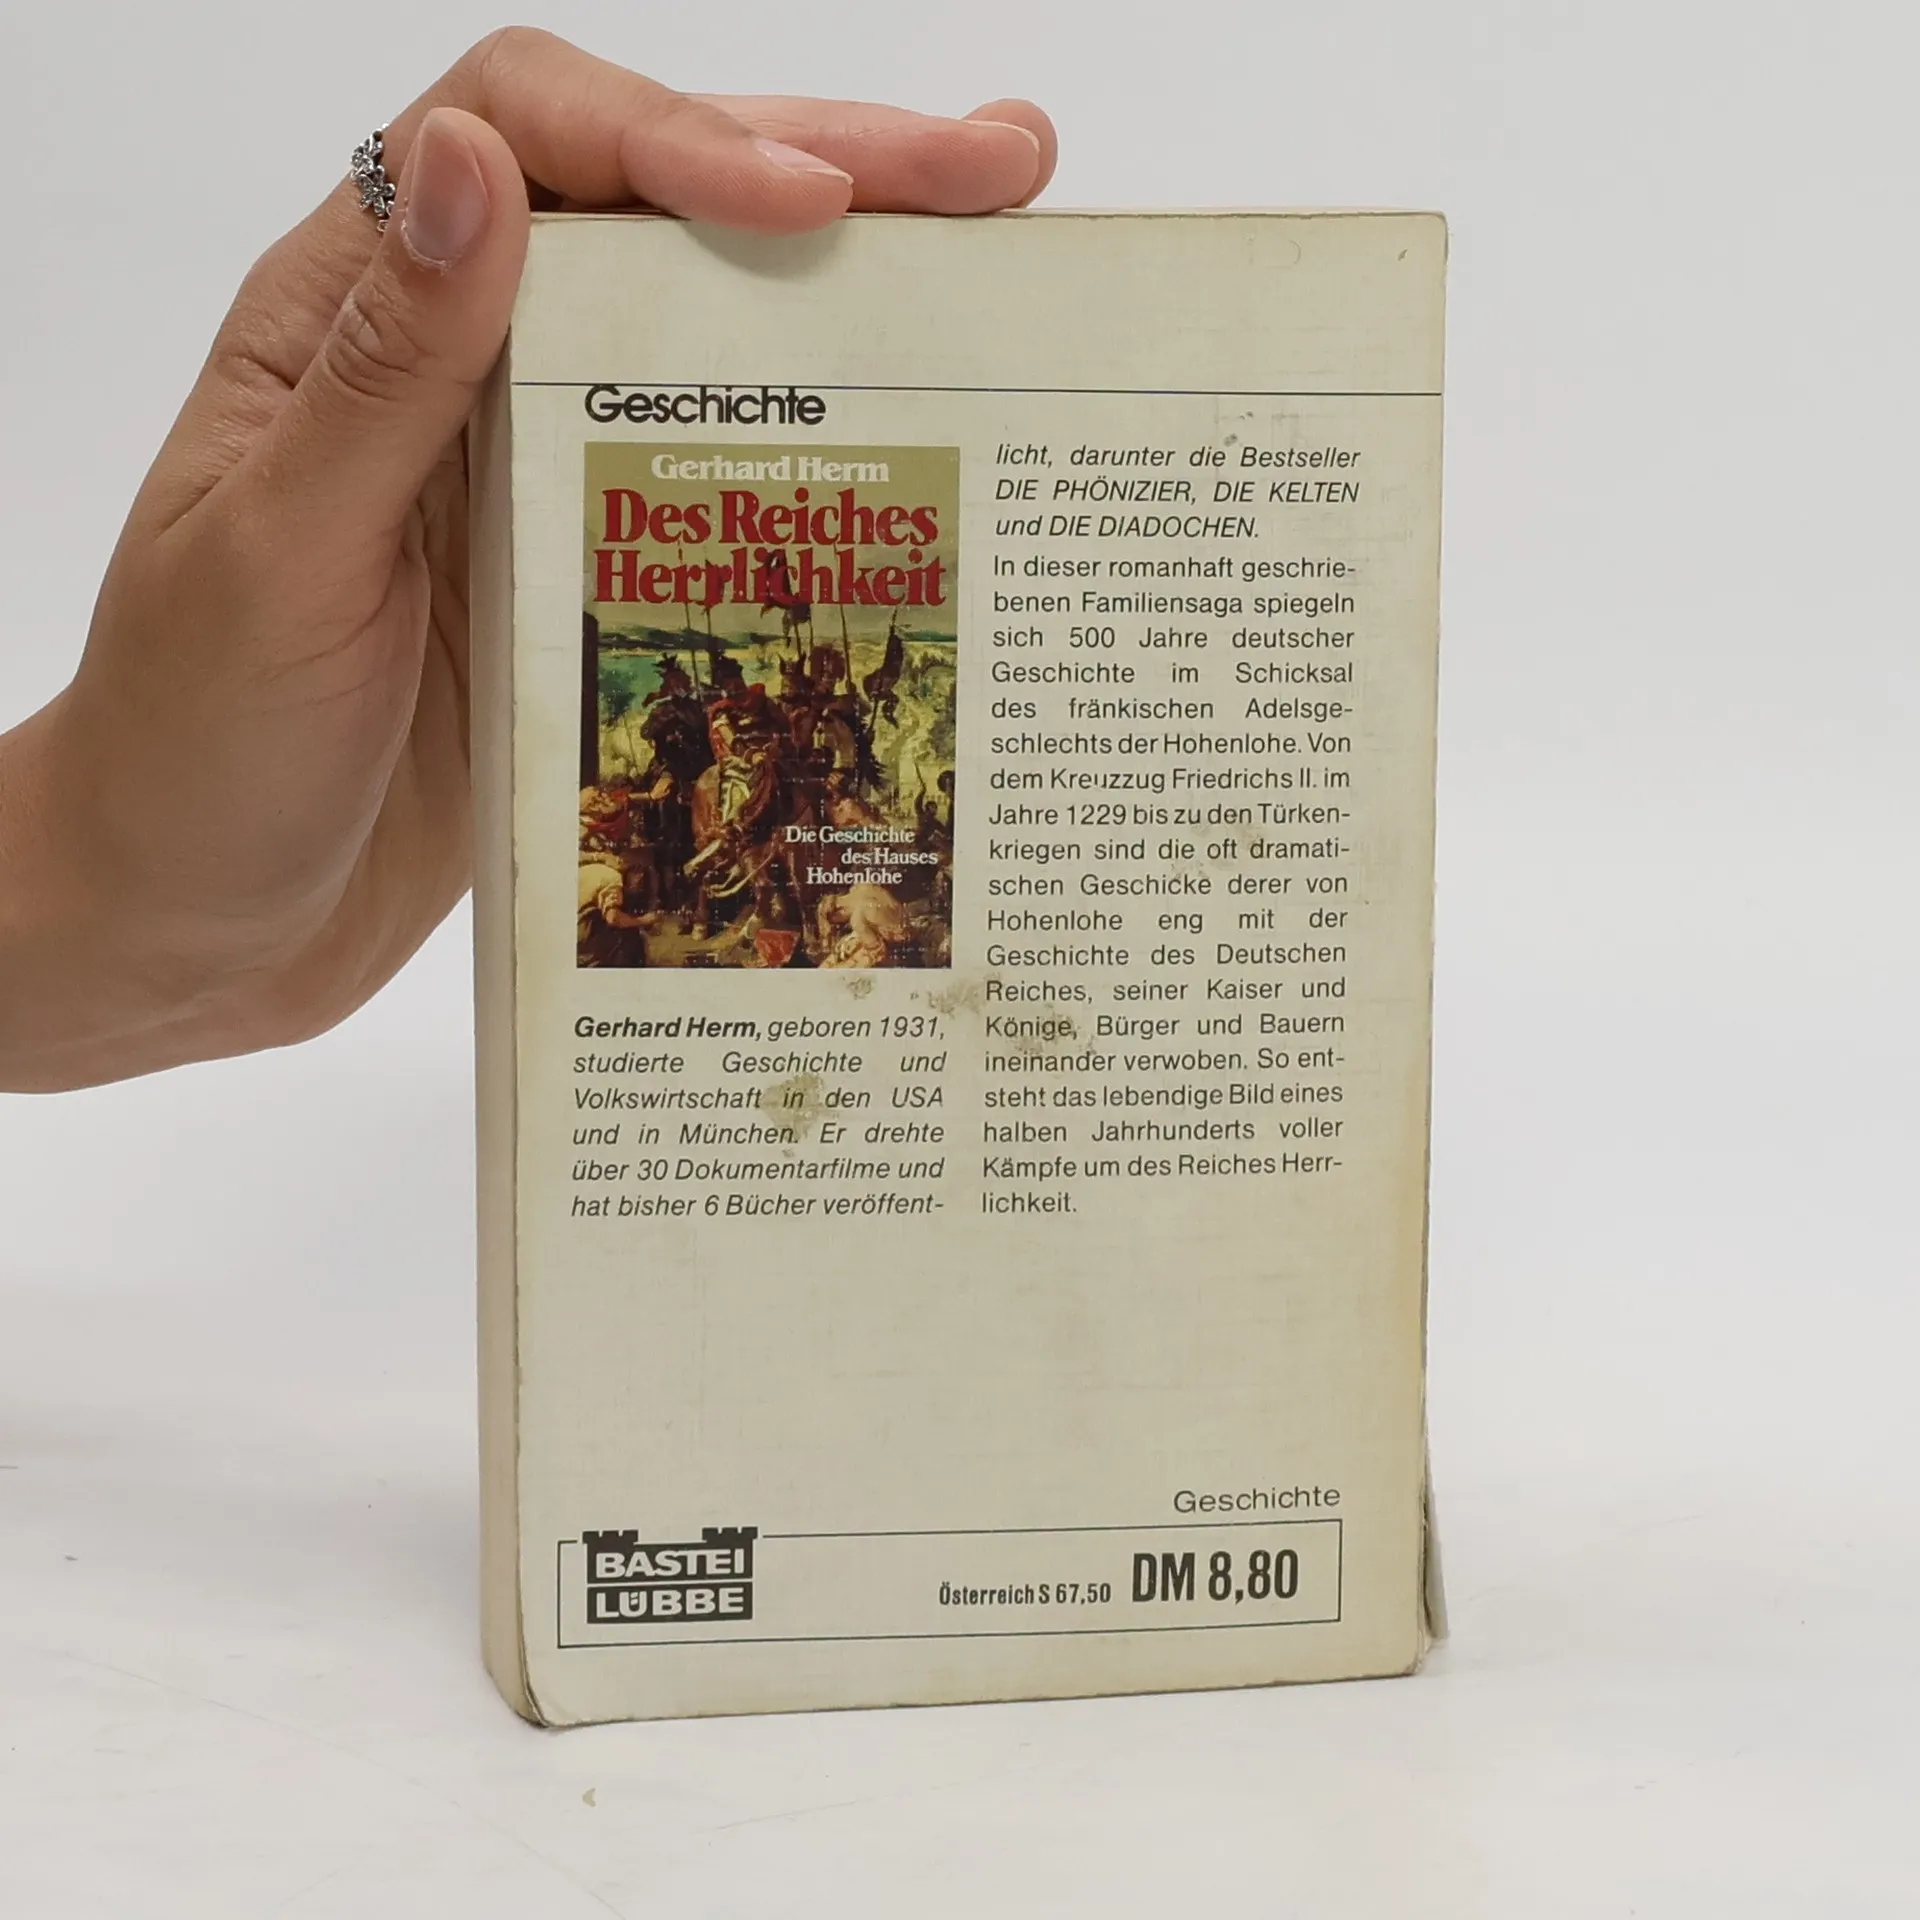 Geschichte
Gerhard Herm
Des Reiches
Herrlichkeit
Die Geschichte
des Hauses
Hohenlohe
Gerhard Herm, geboren 1931,
studierte Geschichte und
Volkswirtschaft in den USA
und in München. Er drehte
über 30 Dokumentarfilme und
hat bisher 6 Bücher veröffent-
licht, darunter die Bestseller
DIE PHÖNIZIER, DIE KELTEN
und DIE DIADOCHEN.
In dieser romanhaft geschrie-
benen Familiensaga spiegeln
sich 500 Jahre deutscher
Geschichte im Schicksal
des fränkischen Adelsge-
schlechts der Hohenlohe. Von
dem Kreuzzug Friedrichs II. im
Jahre 1229 bis zu den Türken-
kriegen sind die oft dramati-
schen Geschicke derer von
Hohenlohe eng mit der
Geschichte des Deutschen
Reiches, seiner Kaiser und
Könige, Bürger und Bauern
ineinander verwoben. So ent-
steht das lebendige Bild eines
halben Jahrhunderts voller
Kämpfe um des Reiches Herr-
lichkeit.
Geschichte
BASTEI
LÜBBE
Österreich S 67,50 DM 8,80